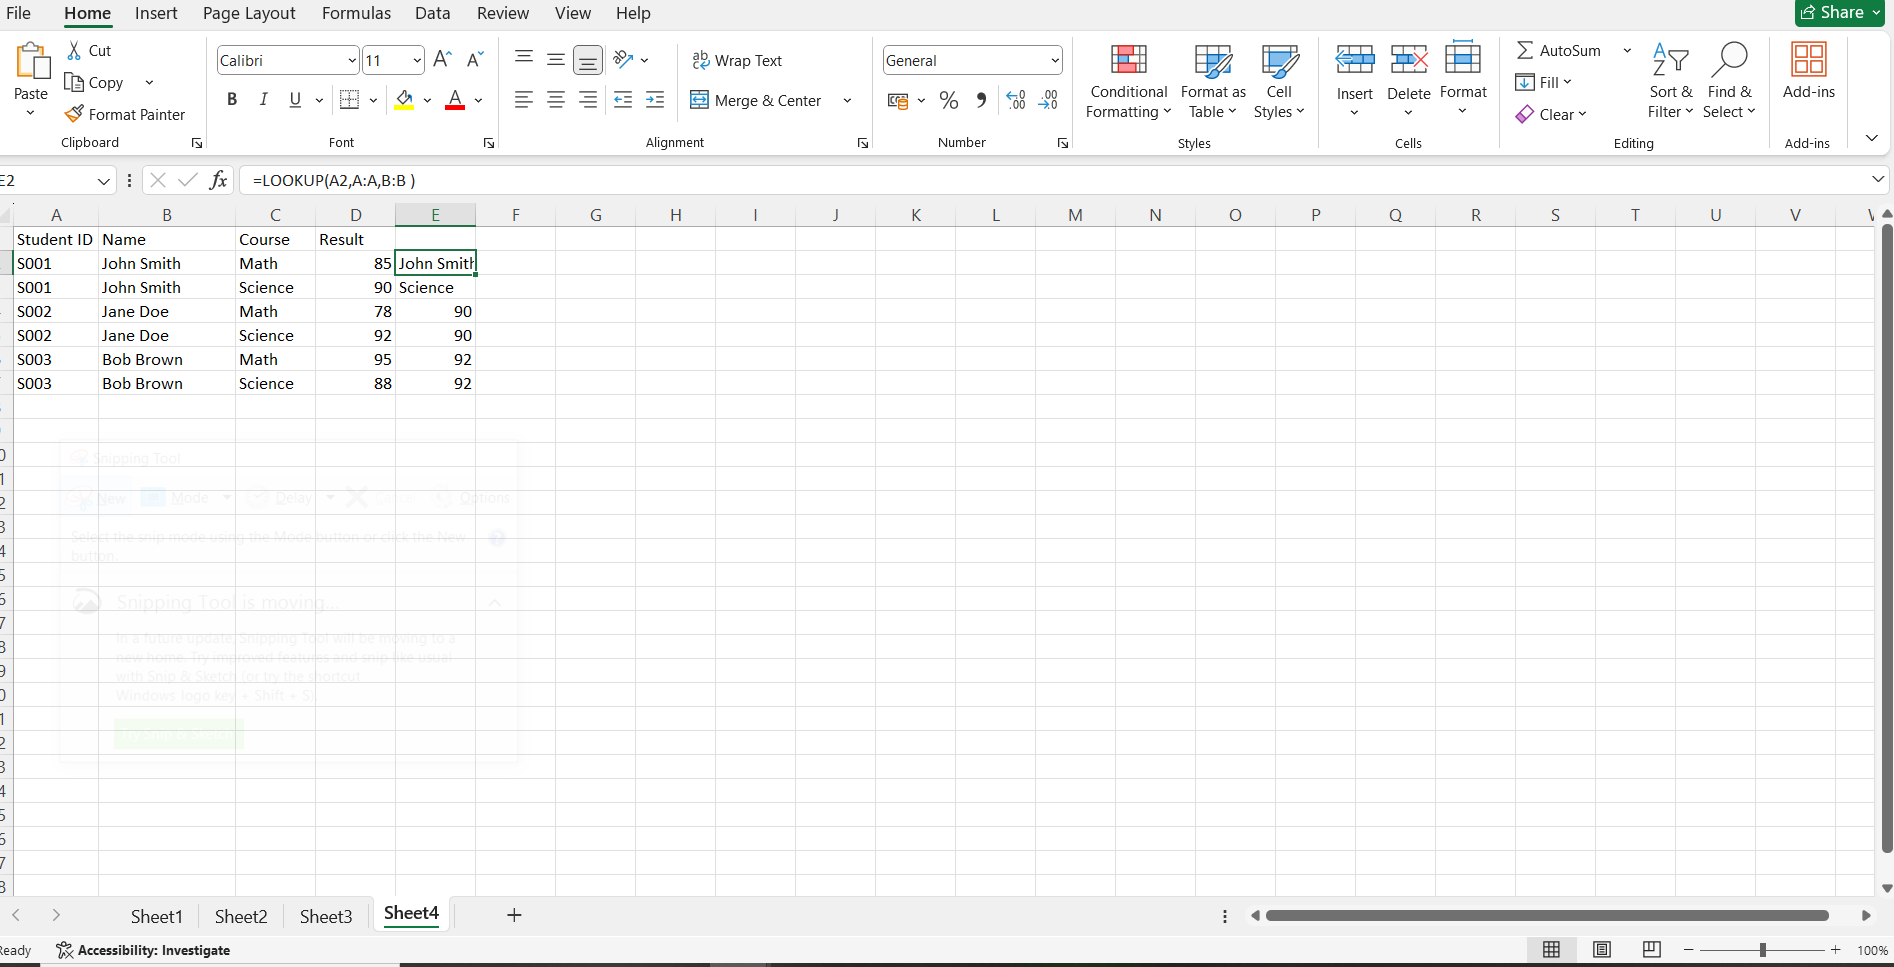 File Home Insert Page Layout Formulas Data Review View Help Share
Paste Cut Copy Format Painter Clipboard
Calibri 11 B I U A Font
ab Wrap Text Merge & Center Alignment
General % Number
Conditional Formatting Format as Table Cell Styles Styles
Insert Delete Format Cells
AutoSum Fill Clear Sort & Filter Find & Select Editing
Add-ins Add-ins
E2 fx =LOOKUP(A2,A:A,B:B )
A B C D E F G H I J K L M N O P Q R S T U V
Student ID Name Course Result
S001 John Smith Math 85 John Smith
S001 John Smith Science 90 Science
S002 Jane Doe Math 78 90
S002 Jane Doe Science 92 90
S003 Bob Brown Math 95 92
S003 Bob Brown Science 88 92
Snipping Tool
New Mode Delay Options
Select the snip mode using the Mode button or click the New
button.
Snipping Tool is moving...
In a future update, Snipping Tool will be moving to a
new home. Try improved features and snip like usual
with Snip & Sketch (or try the shortcut
Windows logo key + Shift + S).
Sheet1 Sheet2 Sheet3 Sheet4
Ready Accessibility: Investigate 100%